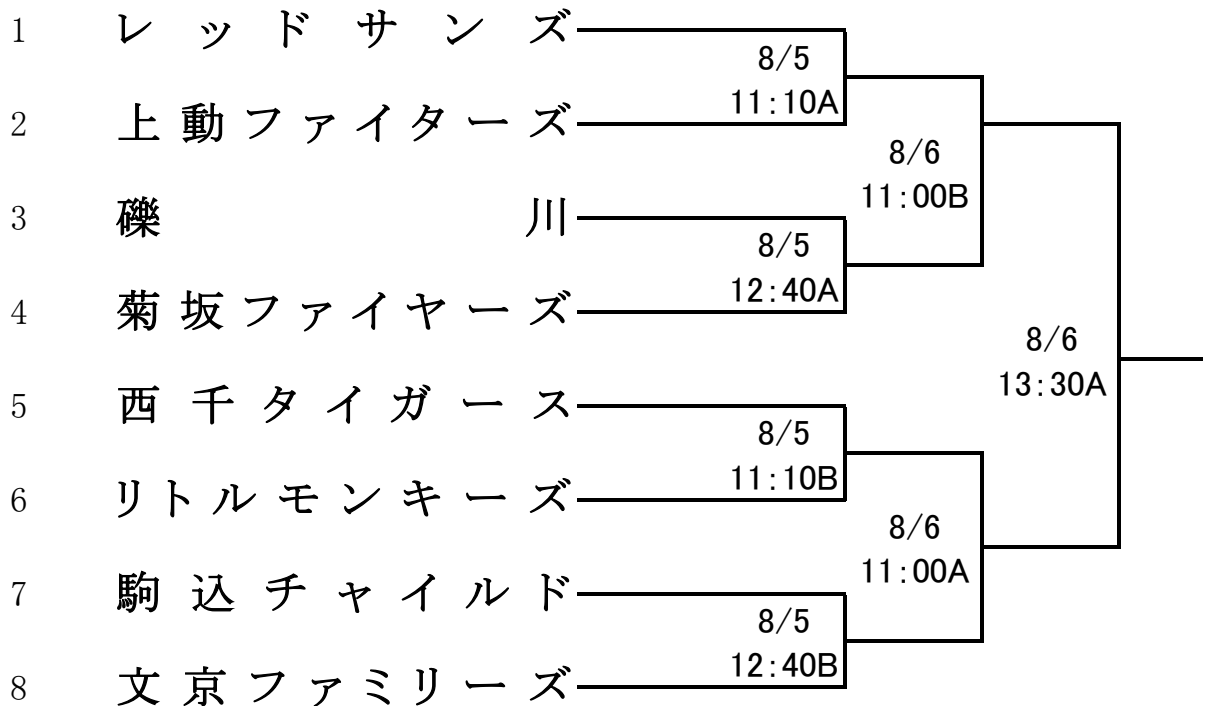 1 レッドサンズ
8/5
11:10A
2 上動ファイターズ
8/6
11:00B
3 礫川
8/5
12:40A
4 菊坂ファイヤーズ
8/6
13:30A
5 西千タイガース
8/5
11:10B
6 リトルモンキーズ
8/6
11:00A
7 駒込チャイルド
8/5
12:40B
8 文京ファミリーズ